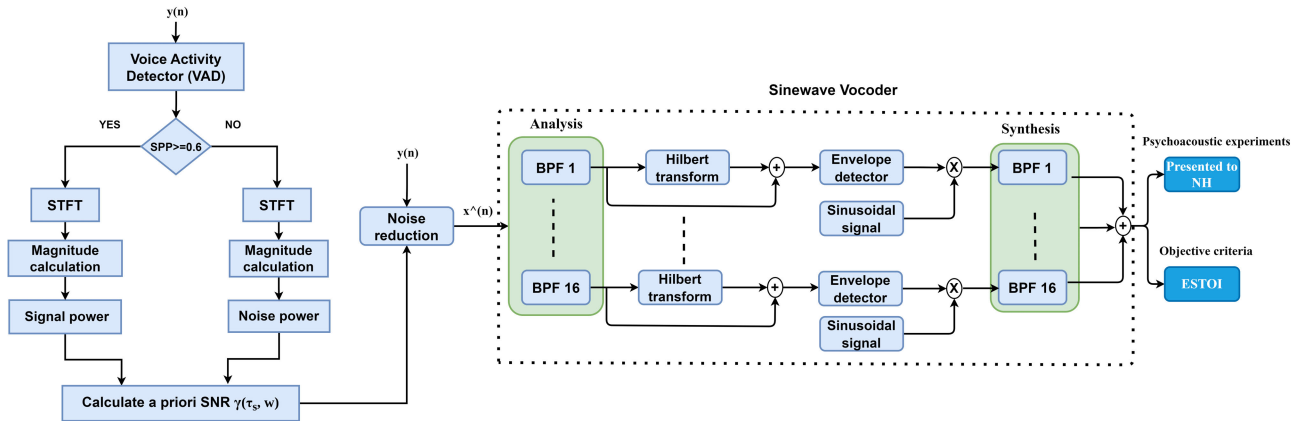 y(n)
Voice Activity
Detector (VAD)
YES
NO
SPP>=0.6
STFT
STFT
Magnitude
calculation
Magnitude
calculation
Signal power
Noise power
Calculate a priori SNR γ(τs, w)
y(n)
Noise
reduction
x^(n)
Sinewave Vocoder
Analysis
BPF 1
BPF 16
Hilbert
transform
Hilbert
transform
+
+
Envelope
detector
Sinusoidal
signal
Envelope
detector
Sinusoidal
signal
X
X
Synthesis
BPF 1
BPF 16
+
Psychoacoustic experiments
Presented to
NH
Objective criteria
ESTOI